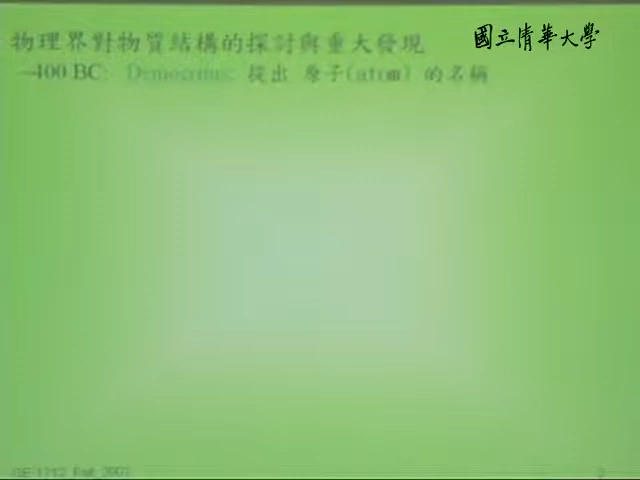 物理界對物質結構的探討與重大發現
國立清華大學
~400 BC: Democritus: 提出 原子(atom) 的名稱